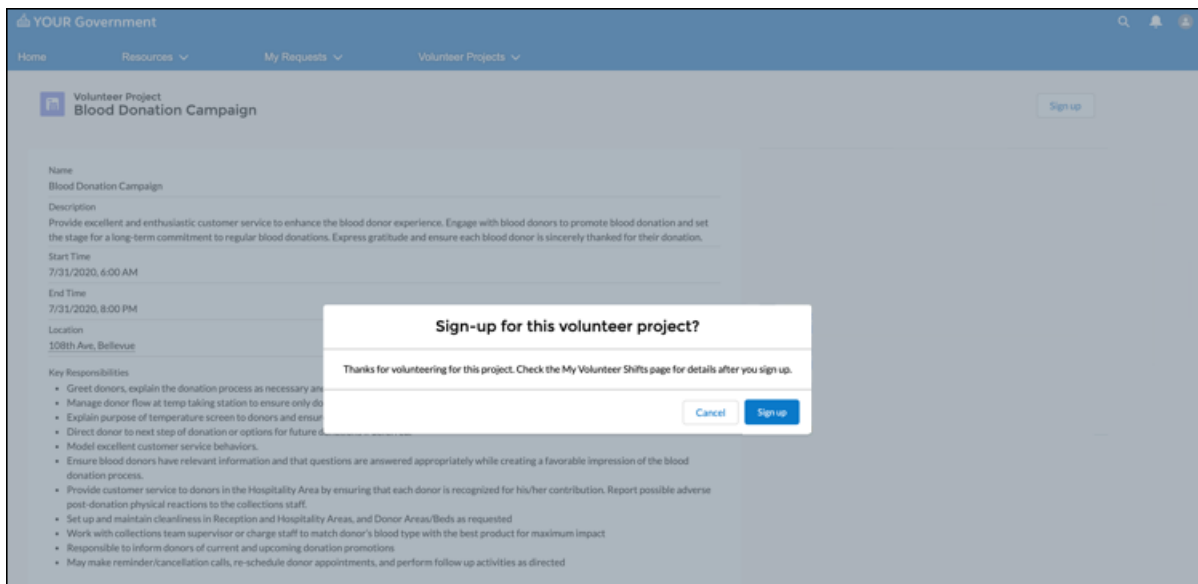 YOUR Government
Home Resources My Requests Volunteer Projects
Volunteer Project
Blood Donation Campaign
Sign up
Name
Blood Donation Campaign
Description
Provide excellent and enthusiastic customer service to enhance the blood donor experience. Engage with blood donors to promote blood donation and set
the stage for a long-term commitment to regular blood donations. Express gratitude and ensure each blood donor is sincerely thanked for their donation.
Start Time
7/31/2020, 6:00 AM
End Time
7/31/2020, 8:00 PM
Location
108th Ave, Bellevue
Sign-up for this volunteer project?
Thanks for volunteering for this project. Check the My Volunteer Shifts page for details after you sign up.
Cancel Sign up
Key Responsibilities
• Greet donors, explain the donation process as necessary an
• Manage donor flow at temp taking station to ensure only do
• Explain purpose of temperature screen to donors and ensur
• Direct donor to next step of donation or options for future
• Model excellent customer service behaviors.
• Ensure blood donors have relevant information and that questions are answered appropriately while creating a favorable impression of the blood
donation process.
• Provide customer service to donors in the Hospitality Area by ensuring that each donor is recognized for his/her contribution. Report possible adverse
post-donation physical reactions to the collections staff.
• Set up and maintain cleanliness in Reception and Hospitality Areas, and Donor Areas/Beds as requested
• Work with collections team supervisor or charge staff to match donor's blood type with the best product for maximum impact
• Responsible to inform donors of current and upcoming donation promotions
• May make reminder/cancellation calls, re-schedule donor appointments, and perform follow up activities as directed